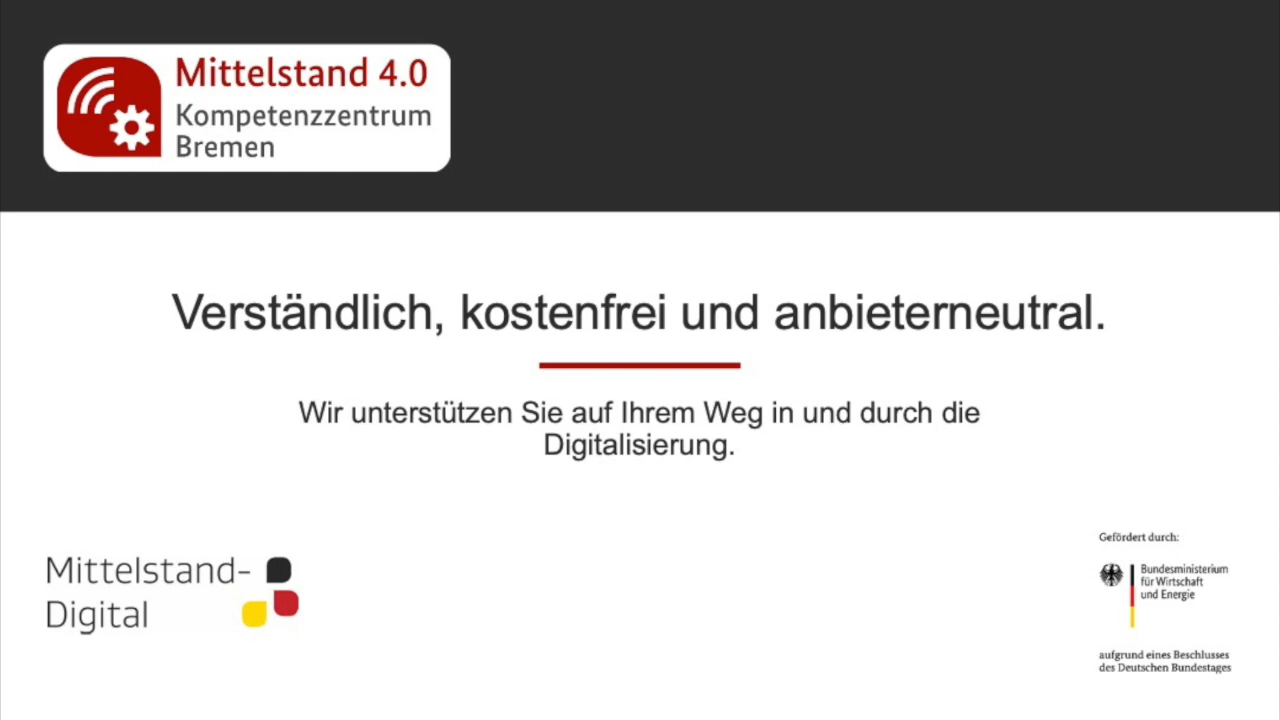 Mittelstand 4.0
Kompetenzzentrum
Bremen
Verständlich, kostenfrei und anbieterneutral.
Wir unterstützen Sie auf Ihrem Weg in und durch die
Digitalisierung.
Mittelstand-
Digital
Gefördert durch:
Bundesministerium
für Wirtschaft
und Energie
aufgrund eines Beschlusses
des Deutschen Bundestages